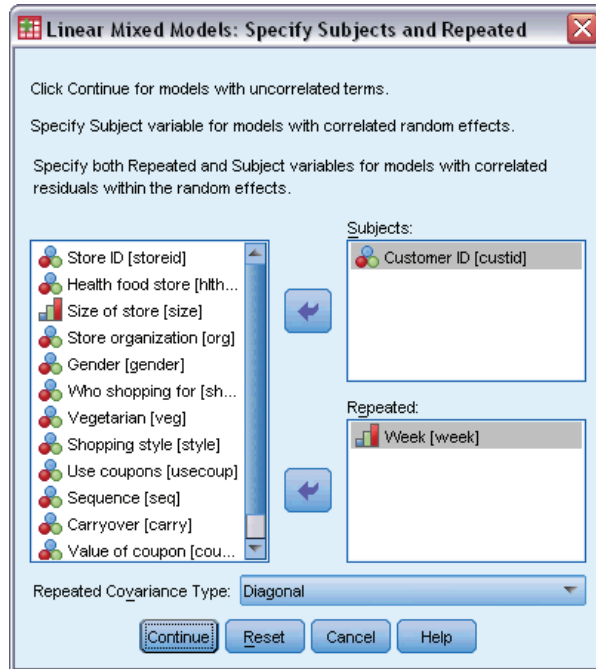 Linear Mixed Models: Specify Subjects and Repeated
Click Continue for models with uncorrelated terms.
Specify Subject variable for models with correlated random effects.
Specify both Repeated and Subject variables for models with correlated
residuals within the random effects.
Subjects:
Store ID [storeid]
Health food store [hlth...
Size of store [size]
Store organization [org]
Gender [gender]
Who shopping for [sh...
Vegetarian [veg]
Shopping style [style]
Use coupons [usecoup]
Sequence [seq]
Carryover [carry]
Value of coupon [cou...
Customer ID [custid]
Repeated:
Week [week]
Repeated Covariance Type: Diagonal
Continue Reset Cancel Help